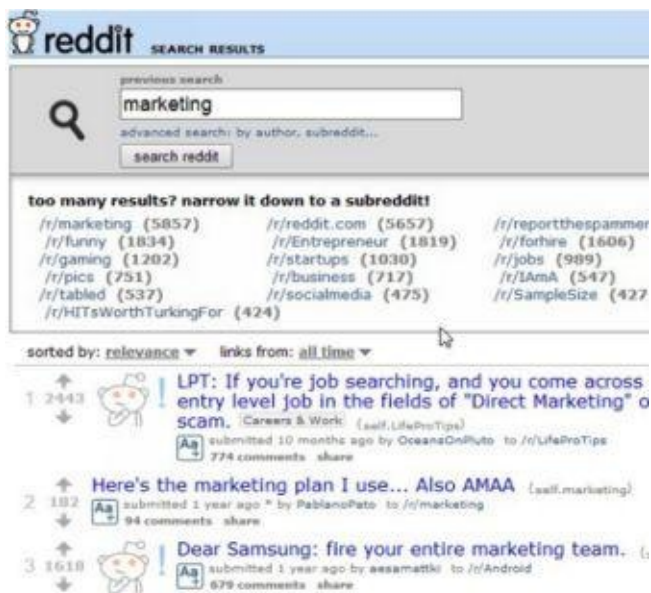 reddit SEARCH RESULTS
previous search
marketing
advanced search: by author, subreddit...
search reddit
too many results? narrow it down to a subreddit!
/r/marketing (5857) /r/reddit.com (5657) /r/reportthespammer
/r/funny (1834) /r/Entrepreneur (1819) /r/forhire (1606)
/r/gaming (1202) /r/startups (1030) /r/jobs (989)
/r/pics (751) /r/business (717) /r/IAmA (547)
/r/tabled (537) /r/socialmedia (475) /r/SampleSize (427
/r/HITsWorthTurkingFor (424)
sorted by: relevance links from: all time
1 2443 LPT: If you're job searching, and you come across
entry level job in the fields of "Direct Marketing" o
scam. Careers & Work (self.LifeProTips)
Aa submitted 10 months ago by OceansOnPluto to /r/LifeProTips
774 comments share
2 182 Here's the marketing plan I use... Also AMAA (self.marketing)
Aa submitted 1 year ago * by PablanoPato to /r/marketing
94 comments share
3 1618 Dear Samsung: fire your entire marketing team. (
Aa submitted 1 year ago by aesamattki to /r/Android
679 comments share